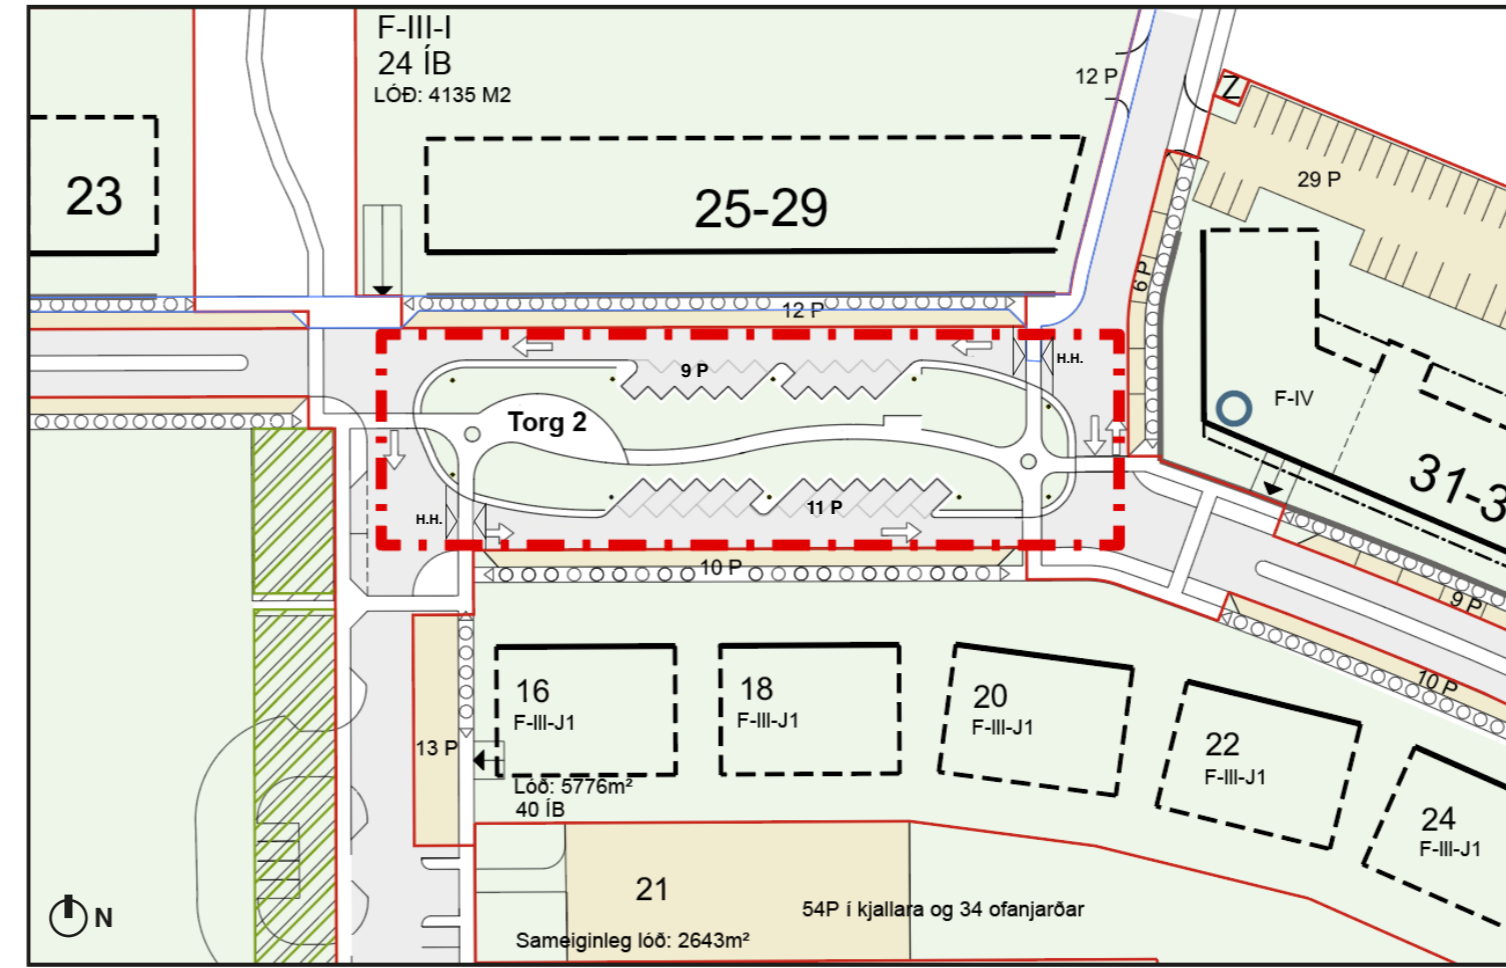 F-III-I
24 ÍB
LÓÐ: 4135 M2
12 P
Z
29 P
23
25-29
6 P
12 P
9 P
H.H.
F-IV
Torg 2
31-3
11 P
H.H.
10 P
9 P
10 P
16
F-III-J1
18
F-III-J1
20
F-III-J1
22
F-III-J1
24
F-III-J1
13 P
Lóð: 5776m²
40 ÍB
21
54P í kjallara og 34 ofanjarðar
Sameiginleg lóð: 2643m²
N